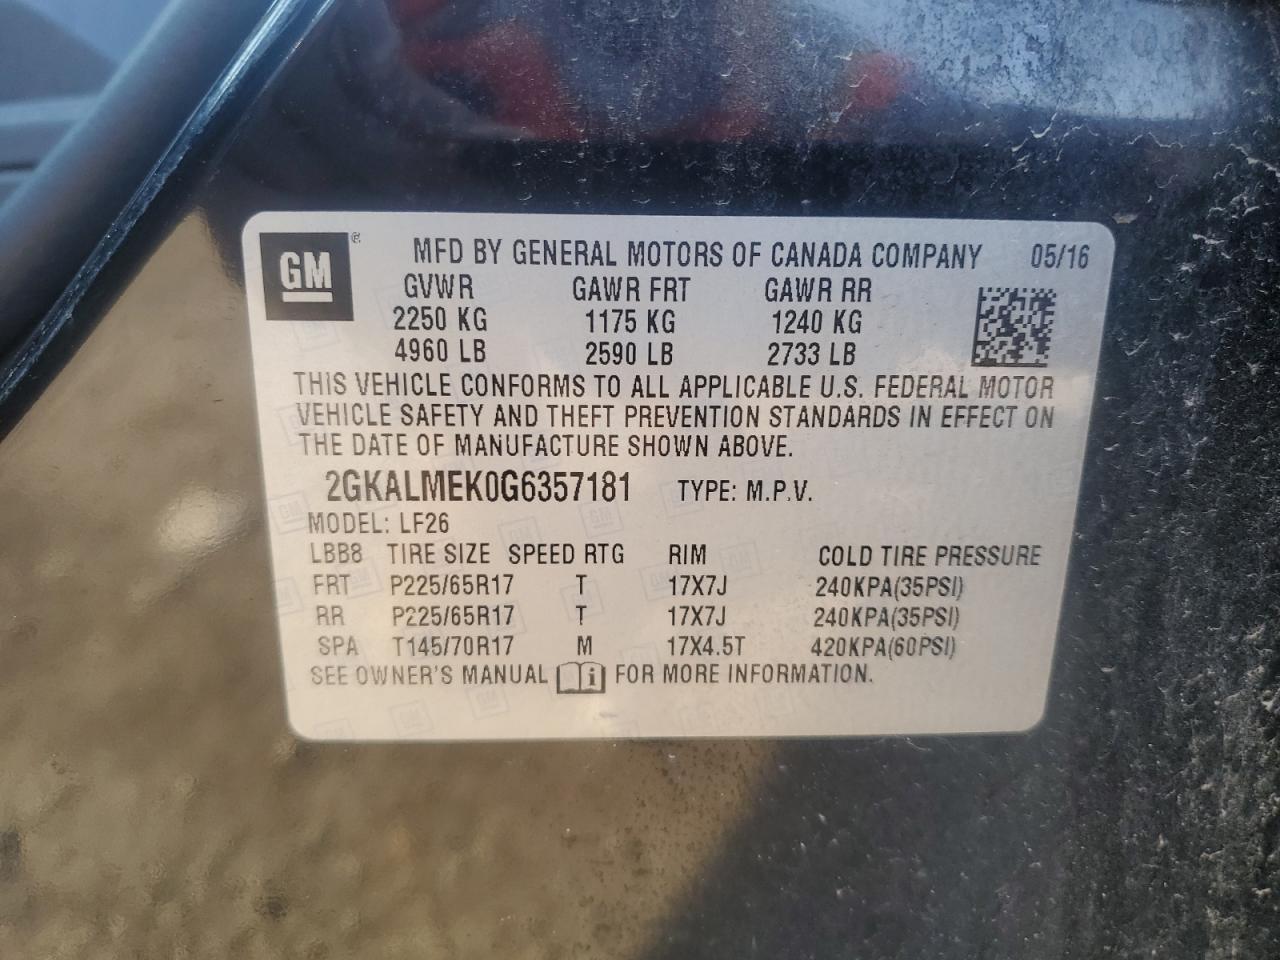 GM ® MFD BY GENERAL MOTORS OF CANADA COMPANY 05/16
GVWR GAWR FRT GAWR RR
2250 KG 1175 KG 1240 KG
4960 LB 2590 LB 2733 LB
THIS VEHICLE CONFORMS TO ALL APPLICABLE U.S. FEDERAL MOTOR
VEHICLE SAFETY AND THEFT PREVENTION STANDARDS IN EFFECT ON
THE DATE OF MANUFACTURE SHOWN ABOVE.
2GKALMEK0G6357181 TYPE: M.P.V.
MODEL: LF26
LBB8 TIRE SIZE SPEED RTG RIM COLD TIRE PRESSURE
FRT P225/65R17 T 17X7J 240KPA(35PSI)
RR P225/65R17 T 17X7J 240KPA(35PSI)
SPA T145/70R17 M 17X4.5T 420KPA(60PSI)
SEE OWNER'S MANUAL i FOR MORE INFORMATION.